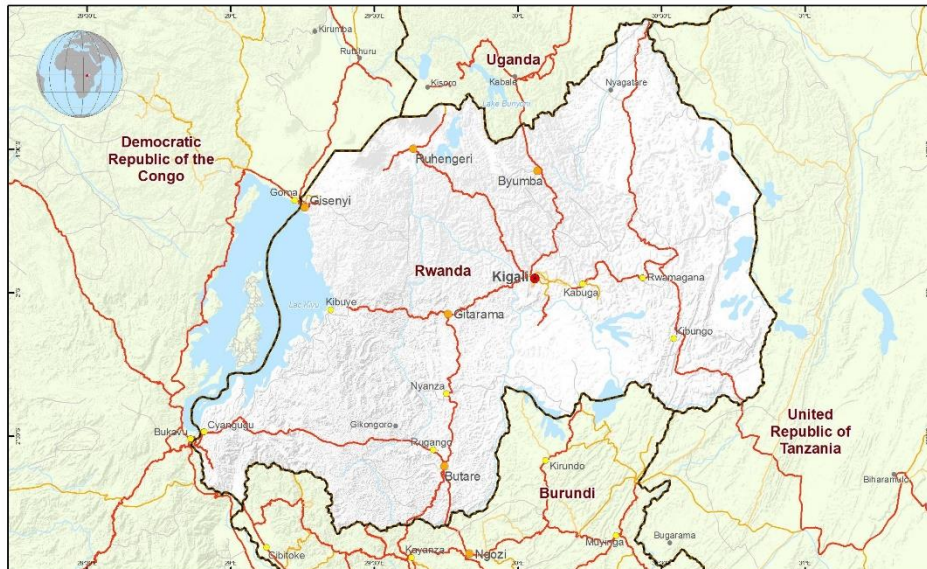 Kirumba
Rutshuru
Uganda
Kisoro
Kabale
Lake Bunyoni
Nyagatare
Democratic
Republic of the
Congo
Ruhengeri
Byumba
Goma
Gisenyi
Rwanda
Kigali
Kabuga
Rwamagana
Lac Kivu
Kibuye
Gitarama
Kibungo
Nyanza
Gikongoro
Cyangugu
Bukavu
Rugango
Butare
Kirundo
United
Republic of
Tanzania
Biharamulo
Burundi
Cibitoke
Kayanza
Ngozi
Muyinga
Bugarama